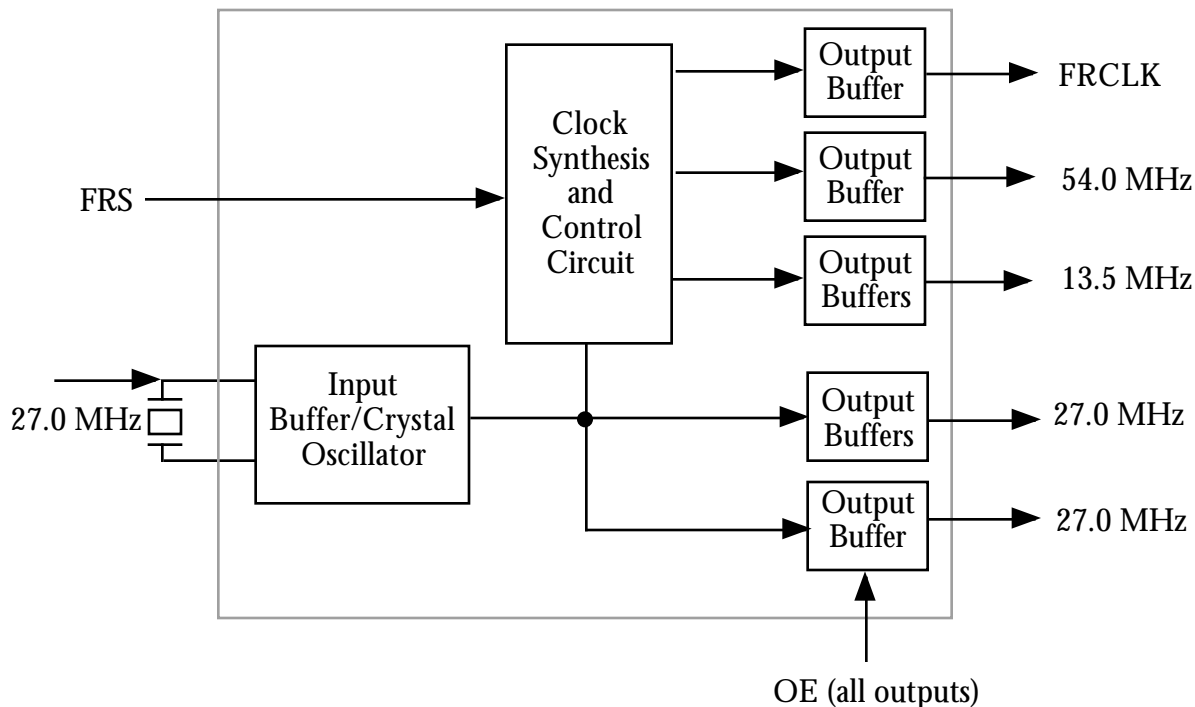 Output
Buffer
FRCLK
Clock
Synthesis
and
Control
Circuit
Output
Buffer
54.0 MHz
FRS
Output
Buffers
13.5 MHz
27.0 MHz
Input
Buffer/Crystal
Oscillator
Output
Buffers
27.0 MHz
Output
Buffer
27.0 MHz
OE (all outputs)